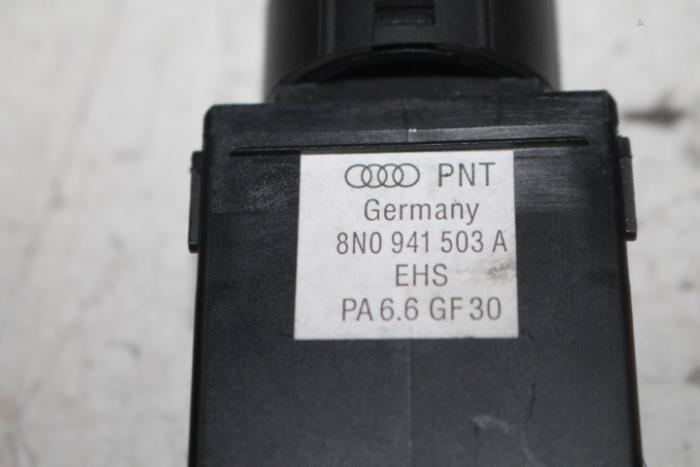 PNT
Germany
8N0 941 503 A
EHS
PA 6.6 GF 30